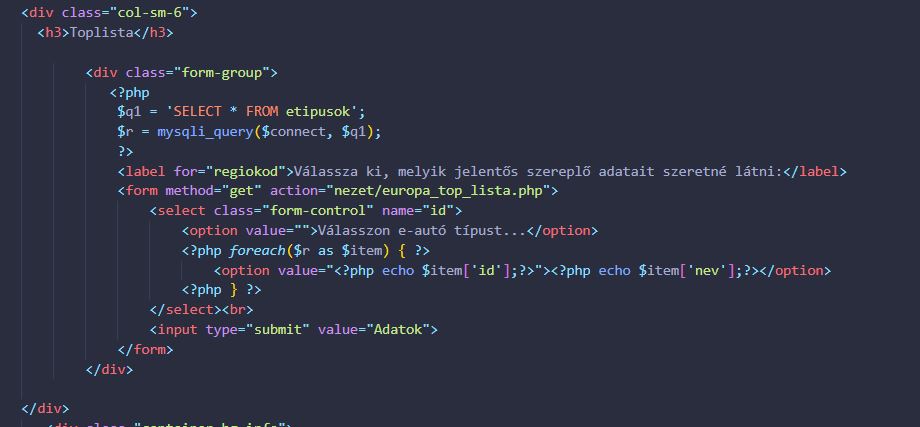 <div class="col-sm-6">
<h3>Toplista</h3>
<div class="form-group">
<?php
$q1 = 'SELECT * FROM etipusok';
$r = mysqli_query($connect, $q1);
?>
<label for="regiokod">Válassza ki, melyik jelentős szereplő adatait szeretné látni:</label>
<form method="get" action="nezet/europa_top_lista.php">
<select class="form-control" name="id">
<option value="">Válasszon e-autó típust...</option>
<?php foreach($r as $item) { ?>
<option value="<?php echo $item['id'];?>"><?php echo $item['nev'];?></option>
<?php } ?>
</select><br>
<input type="submit" value="Adatok">
</form>
</div>
</div>